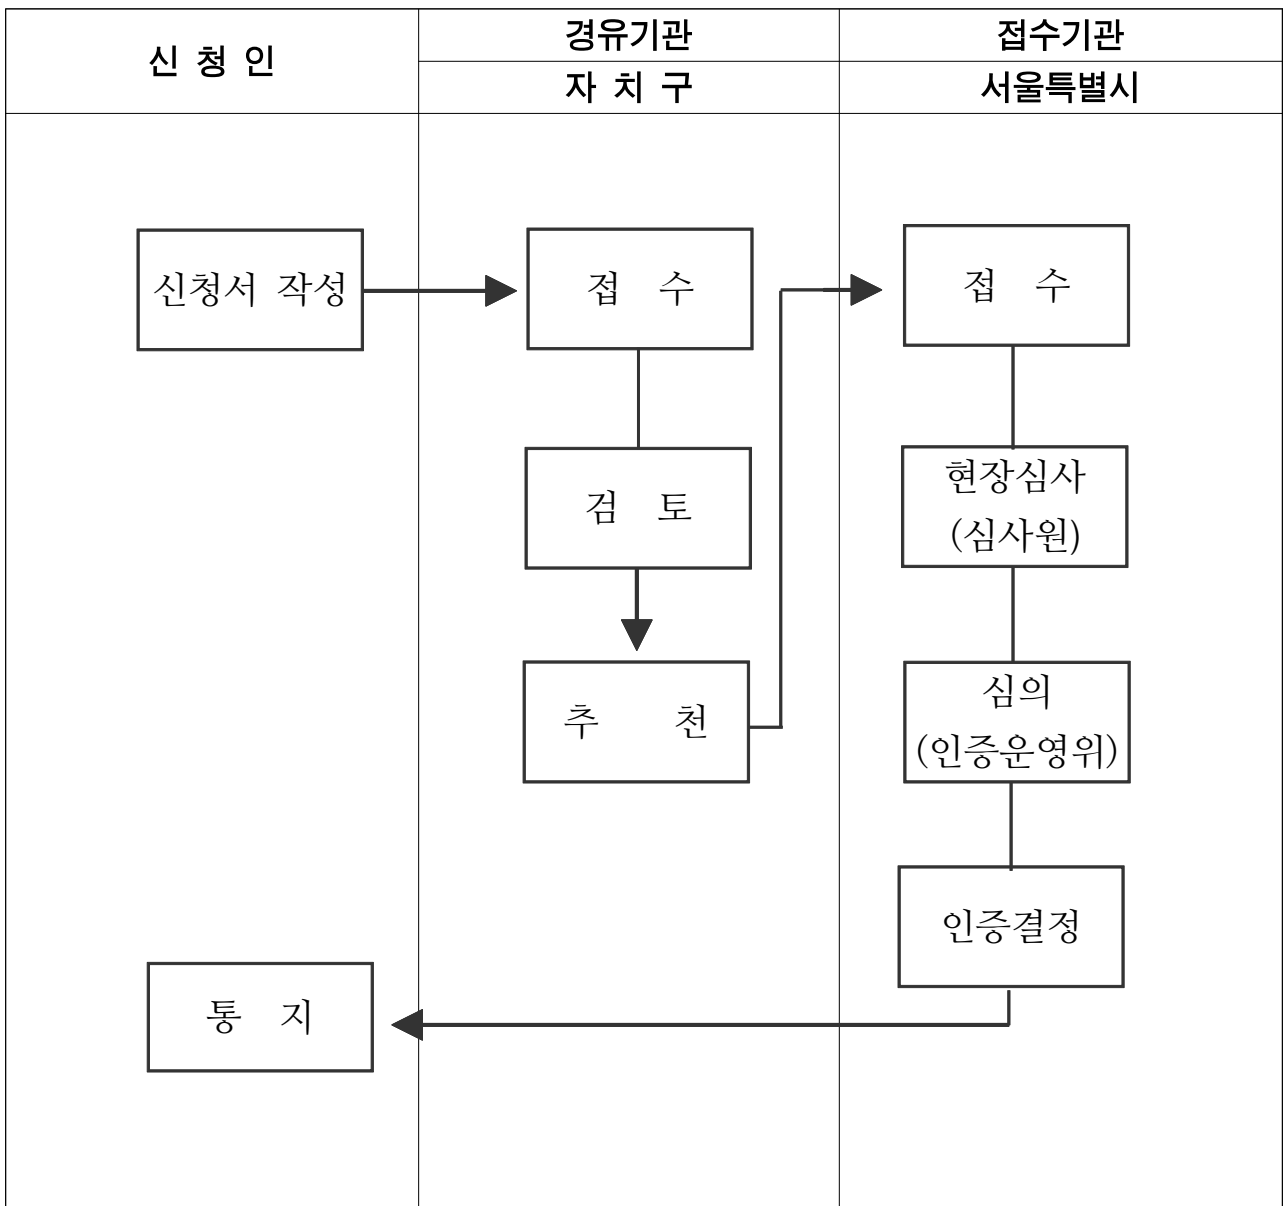 신 청 인
경유기관
접수기관
자 치 구
서울특별시
신청서 작성
접 수
접 수
검 토
현장심사
(심사원)
추 천
심의
(인증운영위)
인증결정
통 지